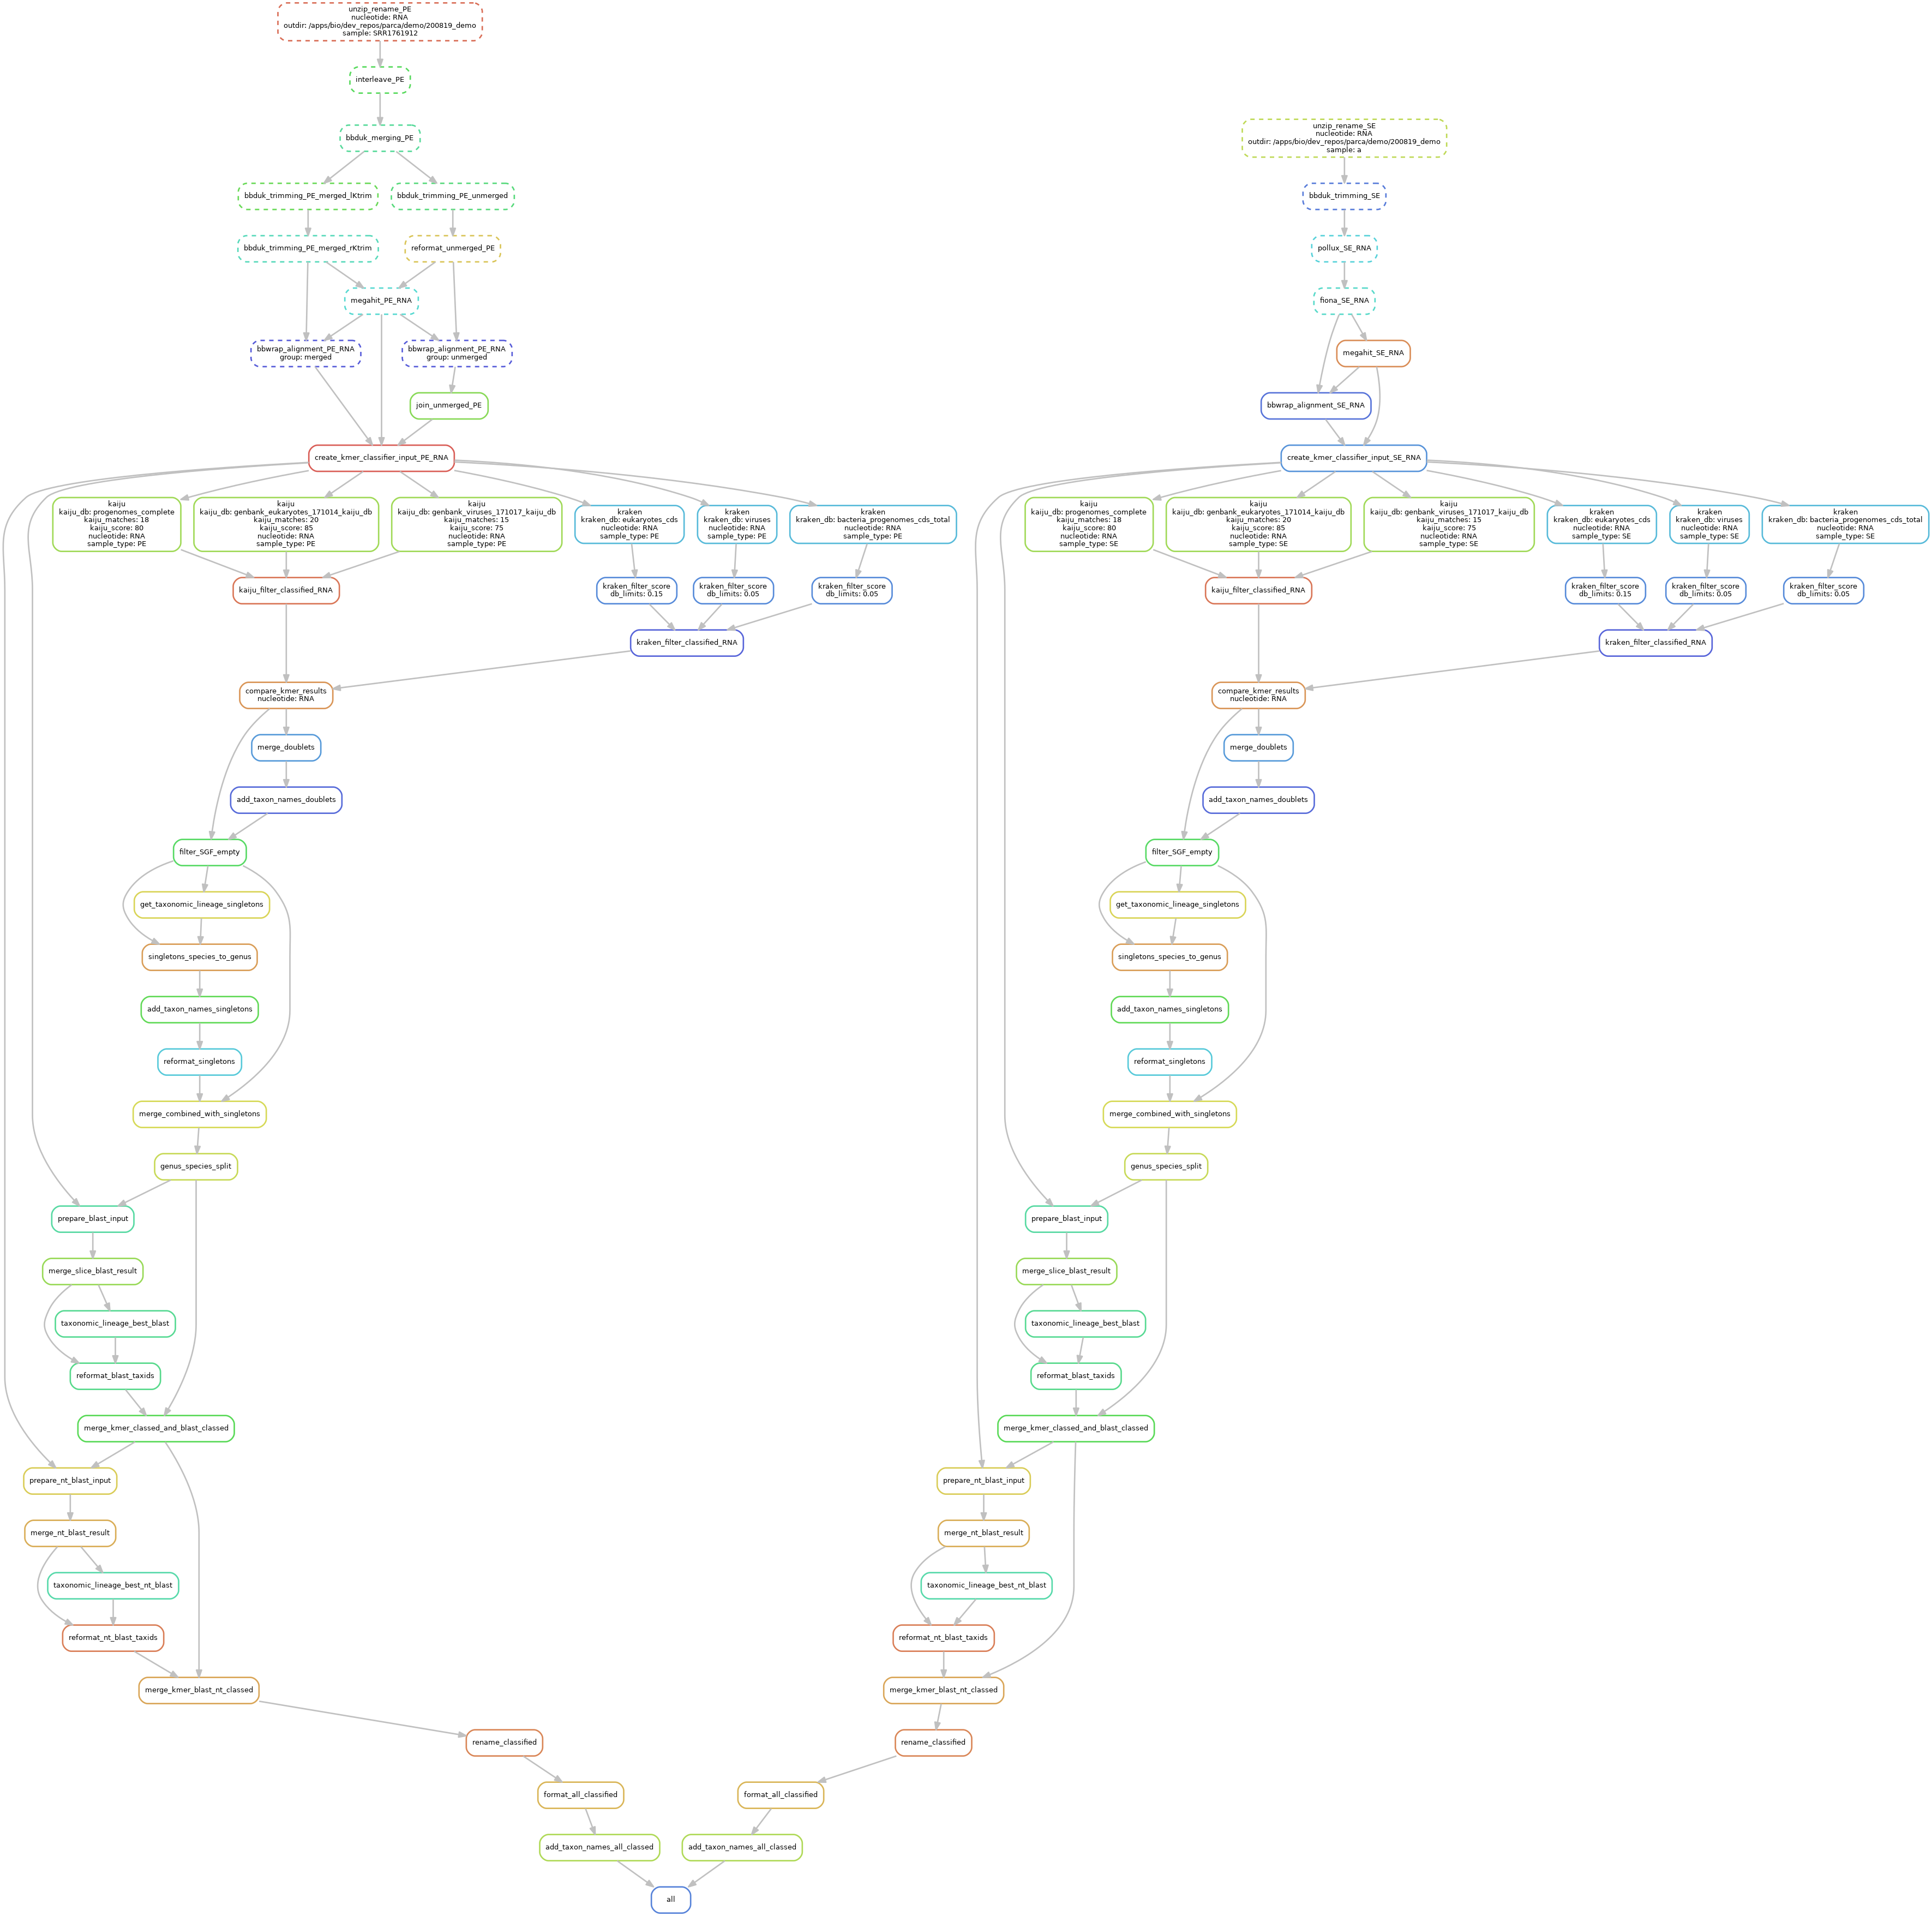 unzip_rename_PE
nucleotide: RNA
outdir: /apps/bio/dev_repos/parca/demo/200819_demo
sample: SRR1761912
interleave_PE
bbduk_merging_PE
bbduk_trimming_PE_merged_lKtrim
bbduk_trimming_PE_unmerged
bbduk_trimming_PE_merged_rKtrim
reformat_unmerged_PE
megahit_PE_RNA
bbwrap_alignment_PE_RNA
group: merged
bbwrap_alignment_PE_RNA
group: unmerged
join_unmerged_PE
create_kmer_classifier_input_PE_RNA
kaiju
kaiju_db: progenomes_complete
kaiju_matches: 18
kaiju_score: 80
nucleotide: RNA
sample_type: PE
kaiju
kaiju_db: genbank_eukaryotes_171014_kaiju_db
kaiju_matches: 20
kaiju_score: 85
nucleotide: RNA
sample_type: PE
kaiju
kaiju_db: genbank_viruses_171017_kaiju_db
kaiju_matches: 15
kaiju_score: 75
nucleotide: RNA
sample_type: PE
kraken
kraken_db: eukaryotes_cds
nucleotide: RNA
sample_type: PE
kraken
kraken_db: viruses
nucleotide: RNA
sample_type: PE
kraken
kraken_db: bacteria_progenomes_cds_total
nucleotide: RNA
sample_type: PE
kaiju_filter_classified_RNA
kraken_filter_score
db_limits: 0.15
kraken_filter_score
db_limits: 0.05
kraken_filter_score
db_limits: 0.05
kraken_filter_classified_RNA
compare_kmer_results
nucleotide: RNA
merge_doublets
add_taxon_names_doublets
filter_SGF_empty
get_taxonomic_lineage_singletons
singletons_species_to_genus
add_taxon_names_singletons
reformat_singletons
merge_combined_with_singletons
genus_species_split
prepare_blast_input
merge_slice_blast_result
taxonomic_lineage_best_blast
reformat_blast_taxids
merge_kmer_classed_and_blast_classed
prepare_nt_blast_input
merge_nt_blast_result
taxonomic_lineage_best_nt_blast
reformat_nt_blast_taxids
merge_kmer_blast_nt_classed
rename_classified
format_all_classified
add_taxon_names_all_classed
unzip_rename_SE
nucleotide: RNA
outdir: /apps/bio/dev_repos/parca/demo/200819_demo
sample: a
bbduk_trimming_SE
pollux_SE_RNA
fiona_SE_RNA
megahit_SE_RNA
bbwrap_alignment_SE_RNA
create_kmer_classifier_input_SE_RNA
kaiju
kaiju_db: progenomes_complete
kaiju_matches: 18
kaiju_score: 80
nucleotide: RNA
sample_type: SE
kaiju
kaiju_db: genbank_eukaryotes_171014_kaiju_db
kaiju_matches: 20
kaiju_score: 85
nucleotide: RNA
sample_type: SE
kaiju
kaiju_db: genbank_viruses_171017_kaiju_db
kaiju_matches: 15
kaiju_score: 75
nucleotide: RNA
sample_type: SE
kraken
kraken_db: eukaryotes_cds
nucleotide: RNA
sample_type: SE
kraken
kraken_db: viruses
nucleotide: RNA
sample_type: SE
kraken
kraken_db: bacteria_progenomes_cds_total
nucleotide: RNA
sample_type: SE
kaiju_filter_classified_RNA
kraken_filter_score
db_limits: 0.15
kraken_filter_score
db_limits: 0.05
kraken_filter_score
db_limits: 0.05
kraken_filter_classified_RNA
compare_kmer_results
nucleotide: RNA
merge_doublets
add_taxon_names_doublets
filter_SGF_empty
get_taxonomic_lineage_singletons
singletons_species_to_genus
add_taxon_names_singletons
reformat_singletons
merge_combined_with_singletons
genus_species_split
prepare_blast_input
merge_slice_blast_result
taxonomic_lineage_best_blast
reformat_blast_taxids
merge_kmer_classed_and_blast_classed
prepare_nt_blast_input
merge_nt_blast_result
taxonomic_lineage_best_nt_blast
reformat_nt_blast_taxids
merge_kmer_blast_nt_classed
rename_classified
format_all_classified
add_taxon_names_all_classed
all